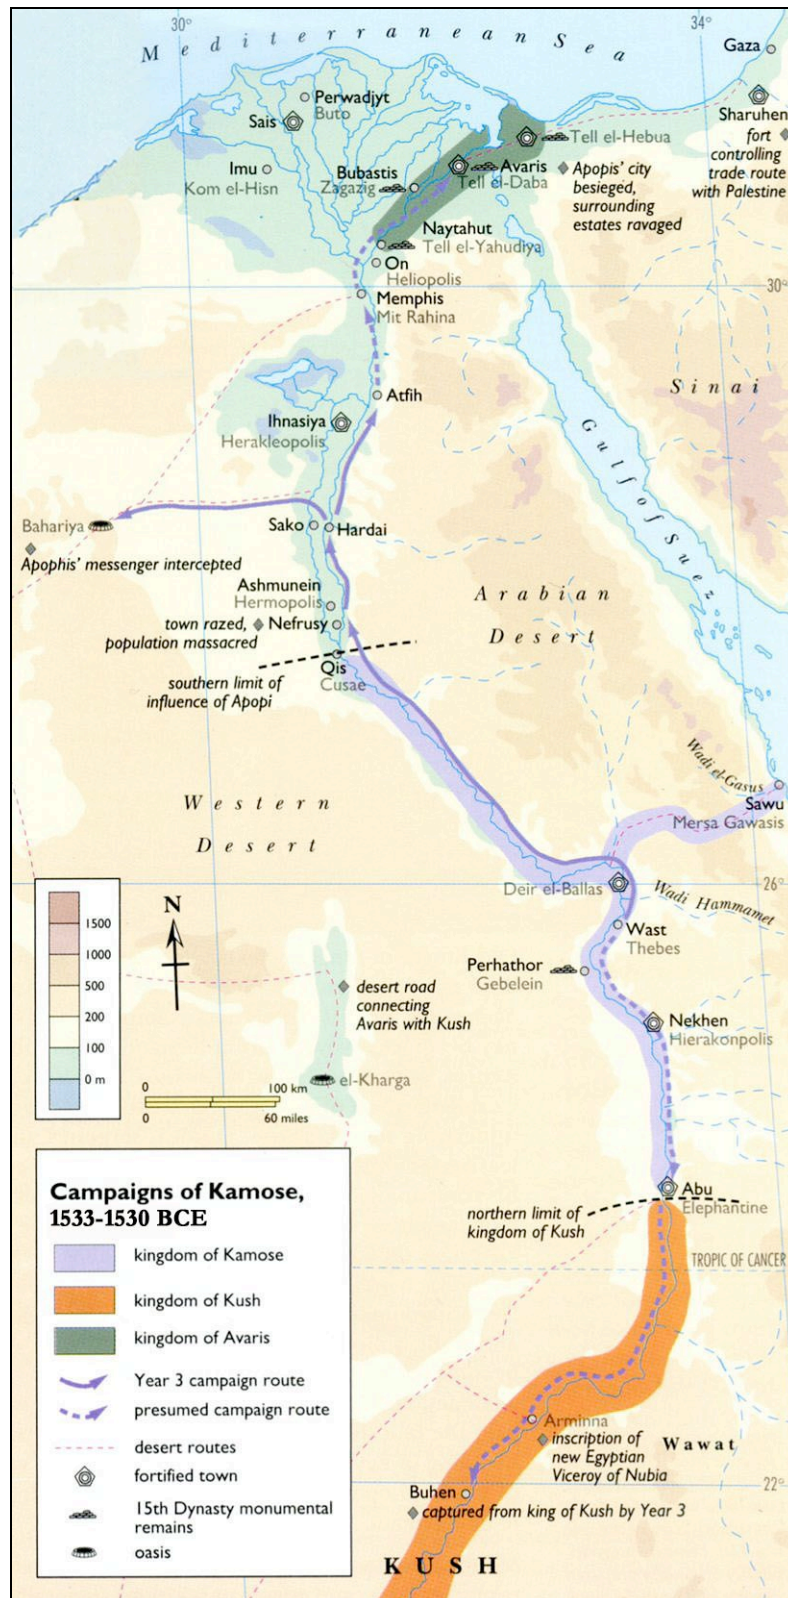 30°
34°
Mediterranean Sea
Gaza
Perwadjyt
Buto
Sais
Sharuhen
fort
controlling
trade route
with Palestine
Tell el-Hebua
Imu
Kom el-Hisn
Bubastis
Zagazig
Avaris
Tell el-Daba
Apopis' city
besieged,
surrounding
estates ravaged
Naytahut
Tell el-Yahudiya
On
Heliopolis
30°
Memphis
Mit Rahina
Sinai
Atfih
Ihnasiya
Herakleopolis
Gulf of Suez
Bahariya
Sako
Hardai
Apophis' messenger intercepted
Ashmunein
Hermopolis
Arabian
Desert
town razed,
population massacred
Nefrusy
Qis
Cusae
southern limit of
influence of Apopi
Wadi el-Gasus
Sawu
Mersa Gawasis
Western
Desert
Deir el-Ballas
26°
Wadi Hammamet
1500
1000
500
200
100
0 m
N
Wast
Thebes
Perhathor
Gebelein
desert road
connecting
Avaris with Kush
Nekhen
Hierakonpolis
el-Kharga
0
100 km
0
60 miles
Abu
Elephantine
northern limit of
kingdom of Kush
TROPIC OF CANCER
Campaigns of Kamose,
1533-1530 BCE
kingdom of Kamose
kingdom of Kush
kingdom of Avaris
Year 3 campaign route
presumed campaign route
desert routes
fortified town
15th Dynasty monumental
remains
oasis
Arminna
inscription of
new Egyptian
Viceroy of Nubia
Wawat
22°
Buhen
captured from king of Kush by Year 3
KUSH